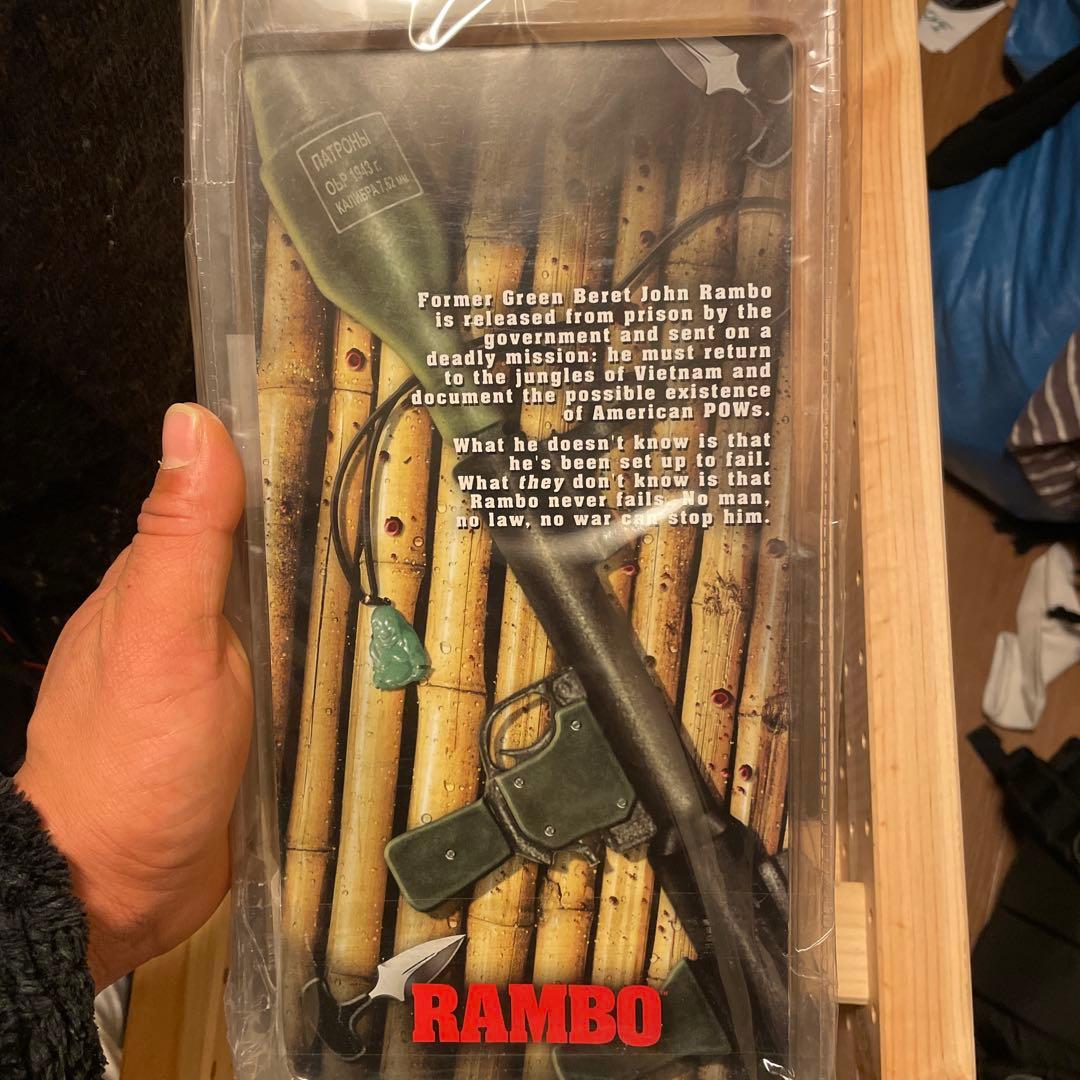 ПАТРОНЫ
ОБР 1943 г.
КАЛИБРА 7,62 мм.
Former Green Beret John Rambo
is released from prison by the
government and sent on a
deadly mission: he must return
to the jungles of Vietnam and
document the possible existence
of American POWs.
What he doesn't know is that
he's been set up to fail.
What they don't know is that
Rambo never fails. No man,
no law, no war can stop him.
RAMBO™